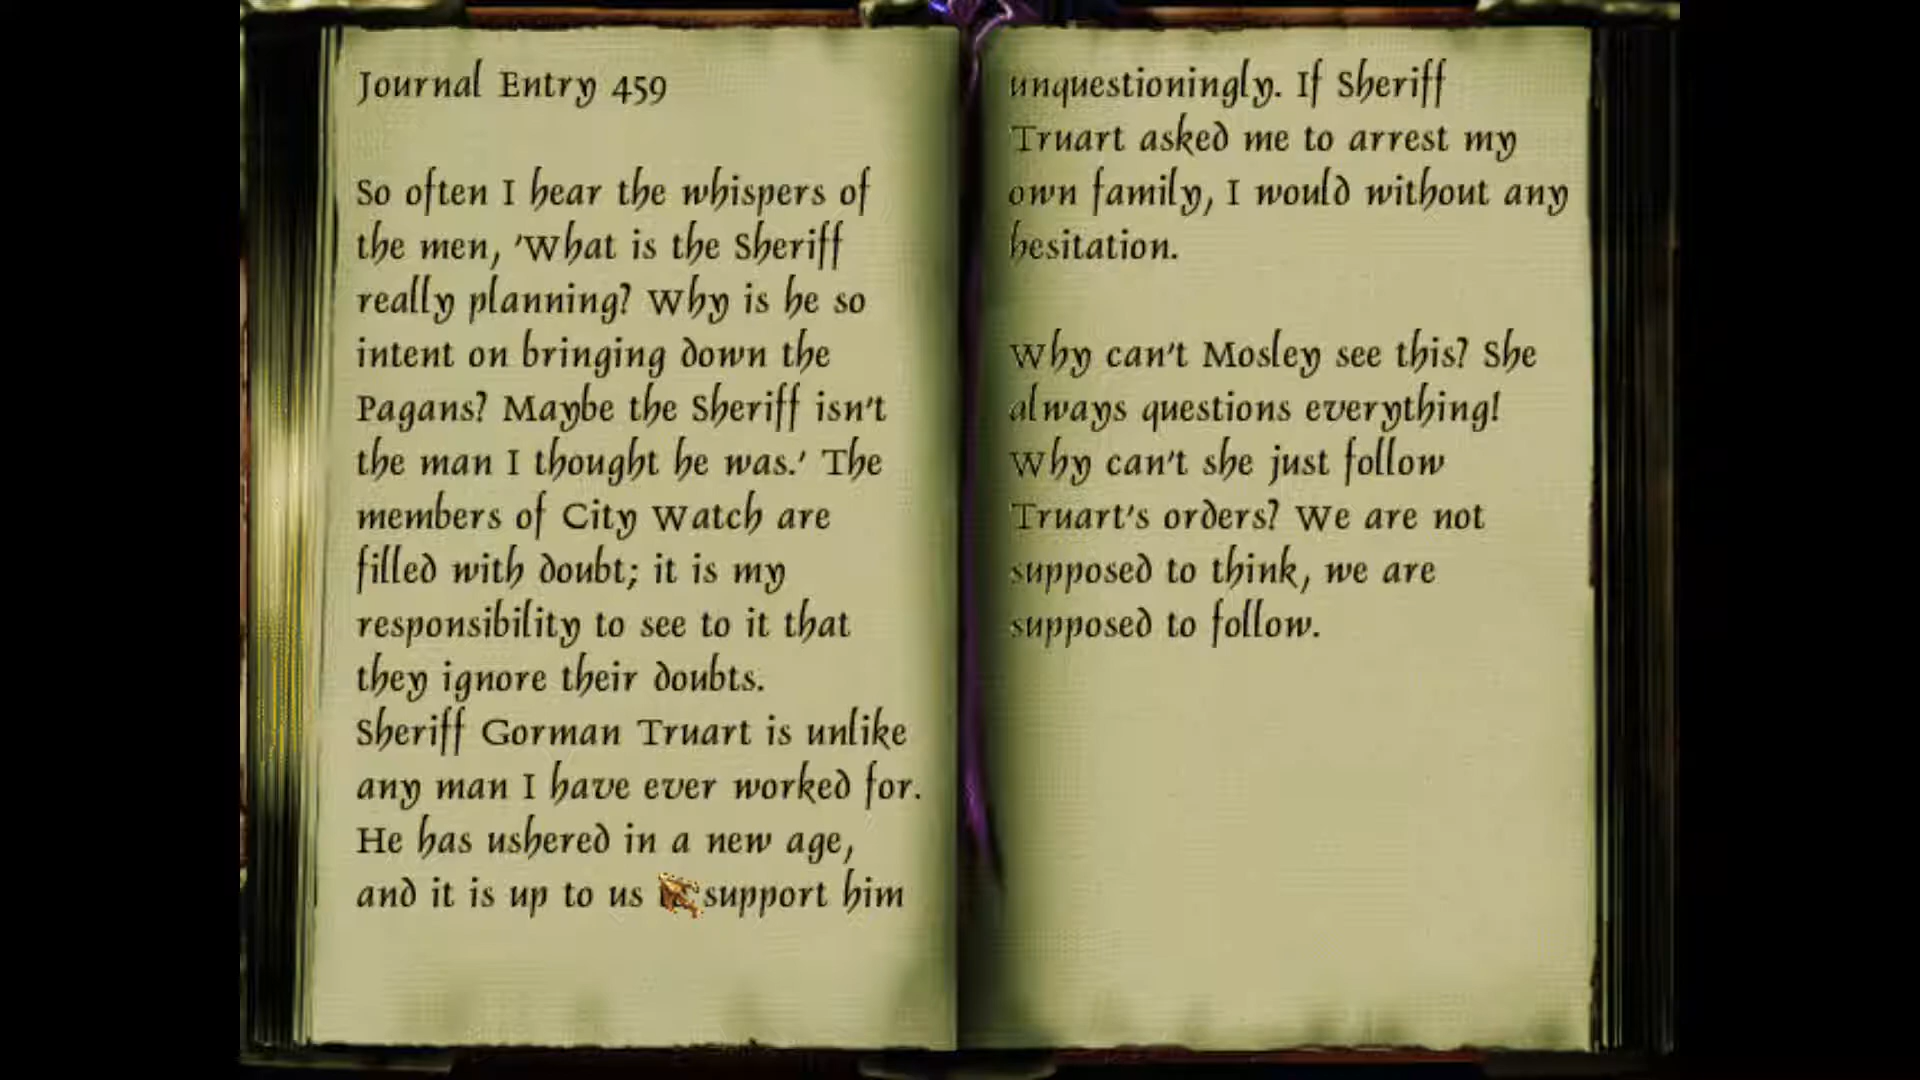 Journal Entry 459
So often I hear the whispers of
the men, 'What is the Sheriff
really planning? Why is he so
intent on bringing down the
Pagans? Maybe the Sheriff isn't
the man I thought he was.' The
members of City Watch are
filled with doubt; it is my
responsibility to see to it that
they ignore their doubts.
Sheriff Gorman Truart is unlike
any man I have ever worked for.
He has ushered in a new age,
and it is up to us support him
unquestioningly. If Sheriff
Truart asked me to arrest my
own family, I would without any
hesitation.
Why can't Mosley see this? She
always questions everything!
Why can't she just follow
Truart's orders? We are not
supposed to think, we are
supposed to follow.